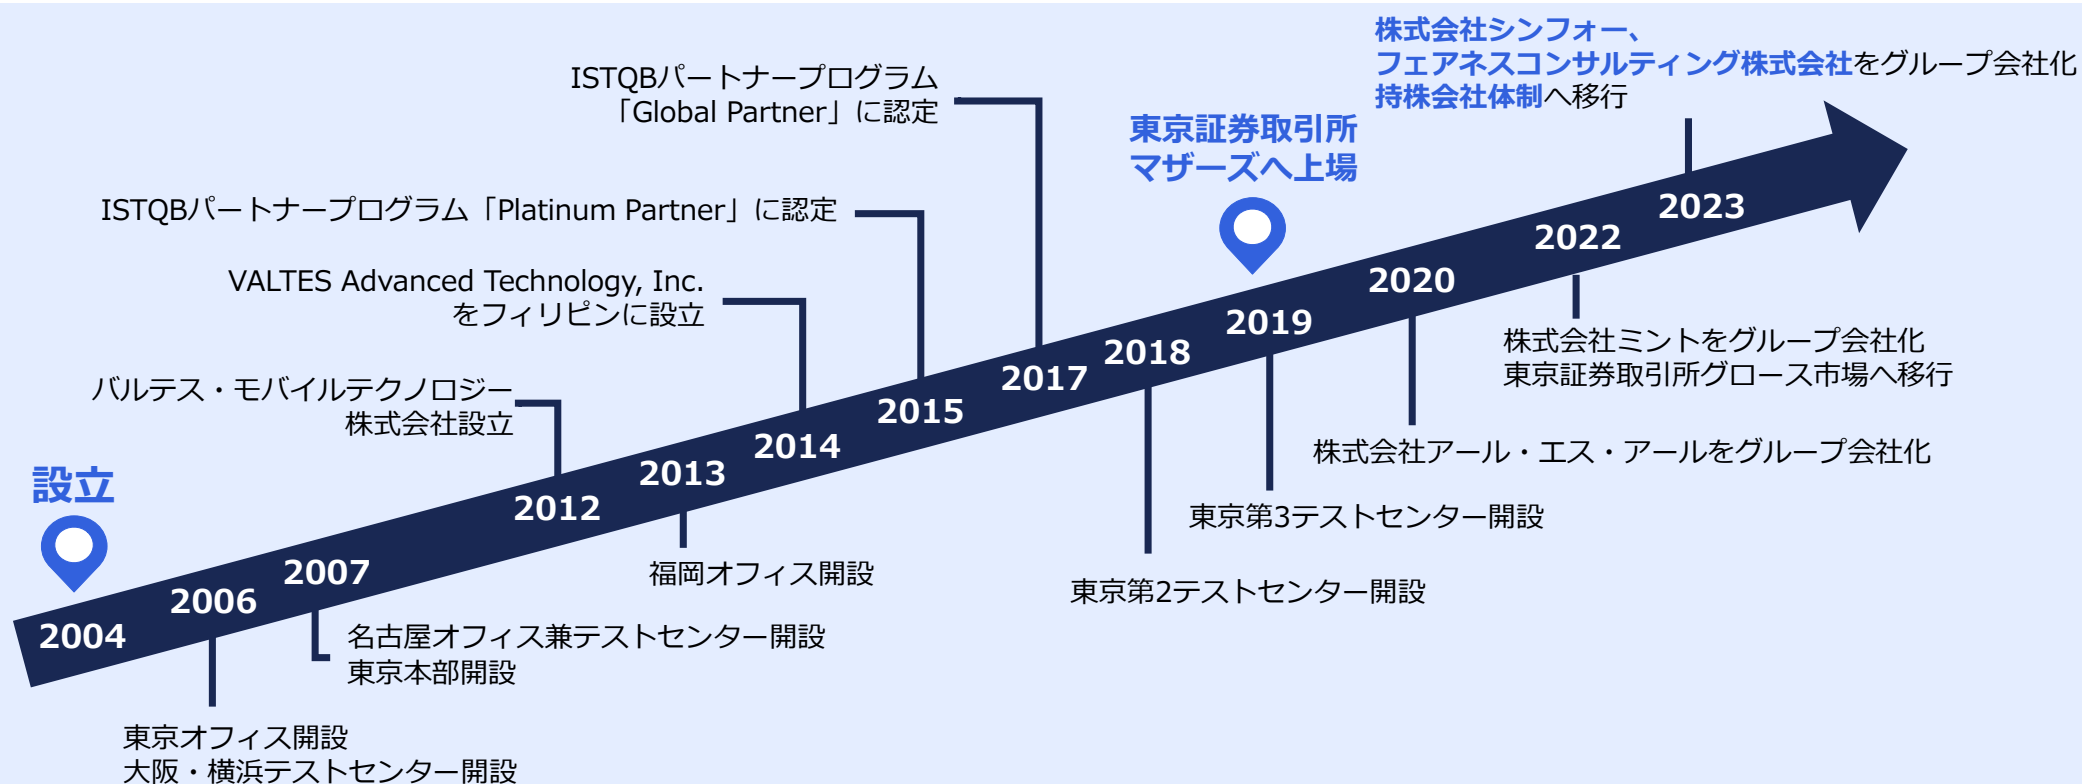 株式会社シンフォー、
フェアネスコンサルティング株式会社をグループ会社化
持株会社体制へ移行
ISTQBパートナープログラム
「Global Partner」に認定
東京証券取引所
マザーズへ上場
ISTQBパートナープログラム「Platinum Partner」に認定
VALTES Advanced Technology, Inc.
をフィリピンに設立
バルテス・モバイルテクノロジー
株式会社設立
設立
2004
2006
2007
2012
2013
2014
2015
2017
2018
2019
2020
2022
2023
株式会社ミントをグループ会社化
東京証券取引所グロース市場へ移行
株式会社アール・エス・アールをグループ会社化
東京第3テストセンター開設
東京第2テストセンター開設
福岡オフィス開設
名古屋オフィス兼テストセンター開設
東京本部開設
東京オフィス開設
大阪・横浜テストセンター開設